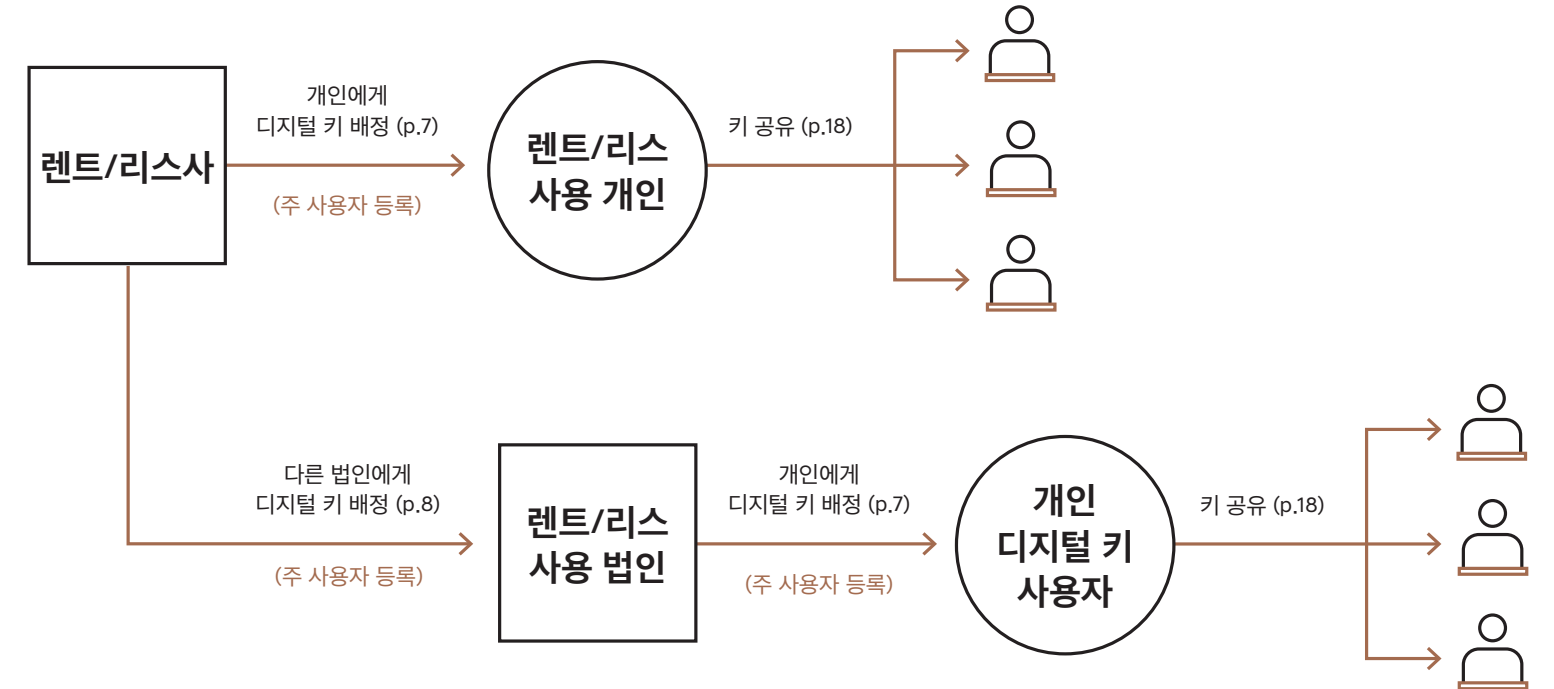 개인에게
디지털 키 배정 (p.7)
렌트/리스사
(주 사용자 등록)
렌트/리스
사용 개인
키 공유 (p.18)
다른 법인에게
디지털 키 배정 (p.8)
(주 사용자 등록)
렌트/리스
사용 법인
개인에게
디지털 키 배정 (p.7)
(주 사용자 등록)
개인
디지털 키
사용자
키 공유 (p.18)